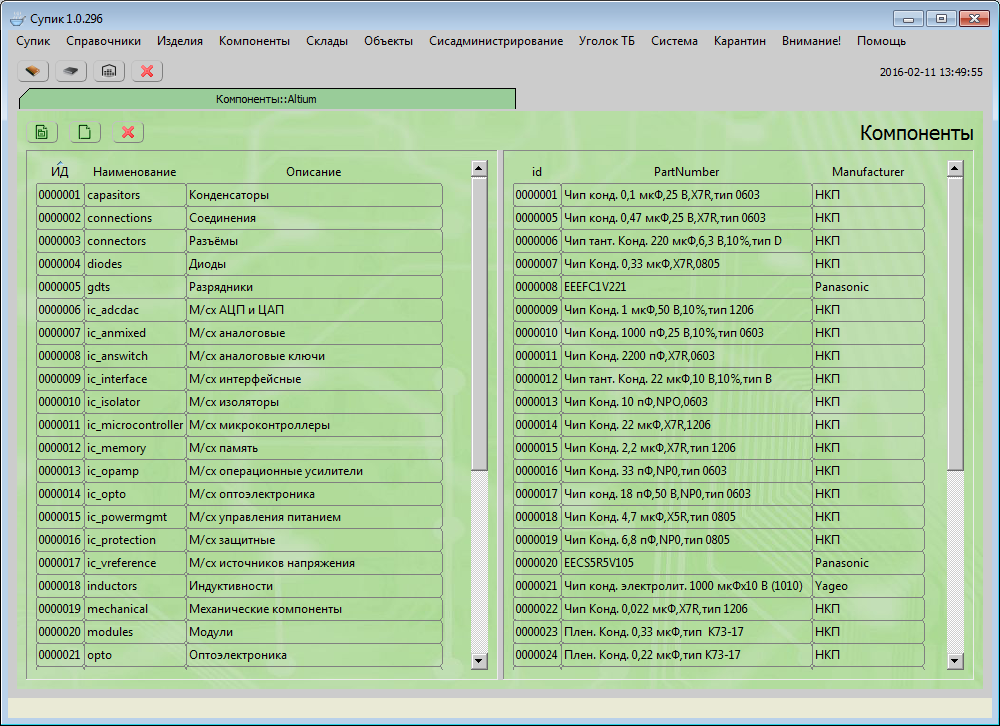 Супик 1.0.296
Супик Справочники Изделия Компоненты Склады Объекты Сисадминистрирование Уголок ТБ Система Карантин Внимание! Помощь
2016-02-11 13:49:55
Компоненты::Altium
Компоненты
ИД Наименование Описание
0000001 capasitors Конденсаторы
0000002 connections Соединения
0000003 connectors Разъёмы
0000004 diodes Диоды
0000005 gdts Разрядники
0000006 ic_adcdac М/сх АЦП и ЦАП
0000007 ic_anmixed М/сх аналоговые
0000008 ic_answitch М/сх аналоговые ключи
0000009 ic_interface М/сх интерфейсные
0000010 ic_isolator М/сх изоляторы
0000011 ic_microcontroller М/сх микроконтроллеры
0000012 ic_memory М/сх память
0000013 ic_opamp М/сх операционные усилители
0000014 ic_opto М/сх оптоэлектроника
0000015 ic_powermgmt М/сх управления питанием
0000016 ic_protection М/сх защитные
0000017 ic_vreference М/сх источников напряжения
0000018 inductors Индуктивности
0000019 mechanical Механические компоненты
0000020 modules Модули
0000021 opto Оптоэлектроника
id PartNumber Manufacturer
0000001 Чип конд. 0,1 мкФ,25 В,X7R,тип 0603 НКП
0000005 Чип конд. 0,47 мкФ,25 В,X7R,тип 0603 НКП
0000006 Чип тант. Конд. 220 мкФ,6,3 В,10%,тип D НКП
0000007 Чип Конд. 0,33 мкФ,X7R,0805 НКП
0000008 EEEFC1V221 Panasonic
0000009 Чип Конд. 1 мкФ,50 В,10%,тип 1206 НКП
0000010 Чип Конд. 1000 пФ,25 В,10%,тип 0603 НКП
0000011 Чип Конд. 2200 пФ,X7R,0603 НКП
0000012 Чип тант. Конд. 22 мкФ,10 В,10%,тип В НКП
0000013 Чип Конд. 10 пФ,NPO,0603 НКП
0000014 Чип Конд. 22 мкФ,X7R,1206 НКП
0000015 Чип Конд. 2,2 мкФ,X7R,тип 1206 НКП
0000016 Чип Конд. 33 пФ,NP0,тип 0603 НКП
0000017 Чип конд. 18 пФ,50 В,NP0,тип 0603 НКП
0000018 Чип Конд. 4,7 мкФ,X5R,тип 0805 НКП
0000019 Чип Конд. 6,8 пФ,NP0,тип 0805 НКП
0000020 EECS5R5V105 Panasonic
0000021 Чип конд. электролит. 1000 мкФх10 В (1010) Yageo
0000022 Чип Конд. 0,022 мкФ,X7R,тип 1206 НКП
0000023 Плен. Конд. 0,33 мкФ,тип К73-17 НКП
0000024 Плен. Конд. 0,22 мкФ,тип К73-17 НКП